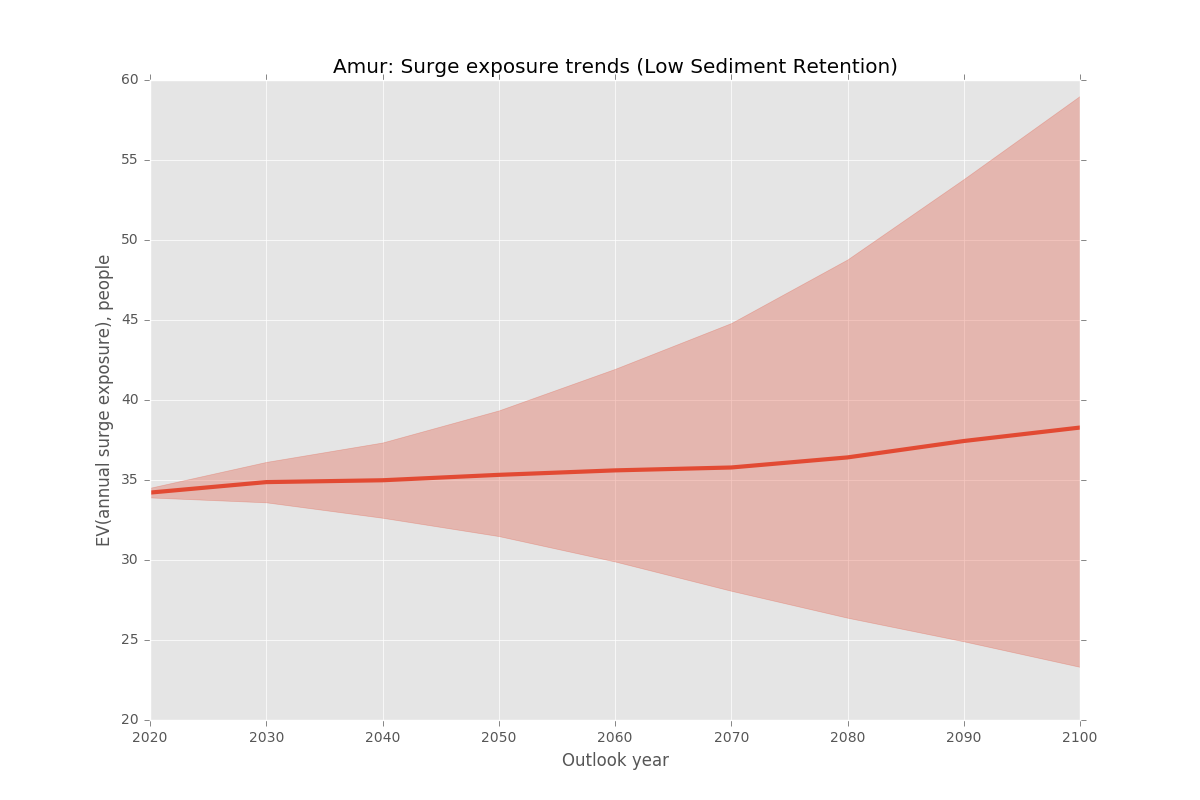 Amur: Surge exposure trends (Low Sediment Retention)
EV(annual surge exposure), people
60
55
50
45
40
35
30
25
20
2020 2030 2040 2050 2060 2070 2080 2090 2100
Outlook year